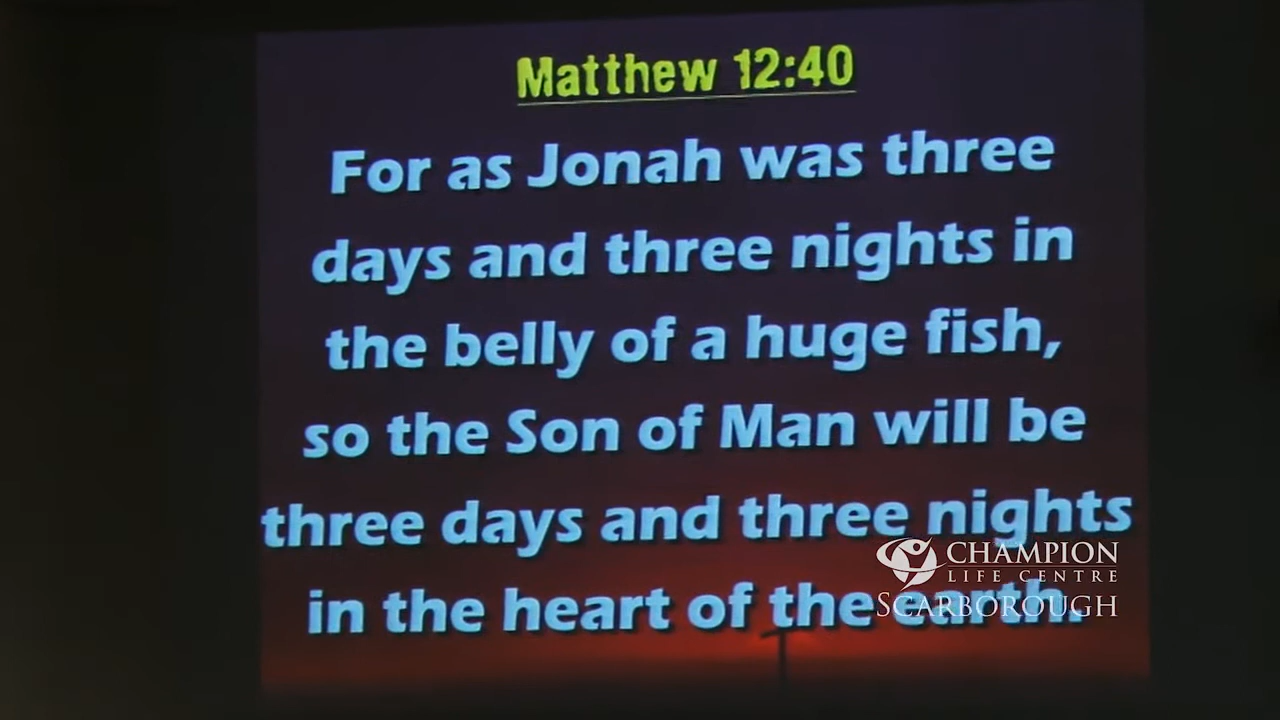 Matthew 12:40
For as Jonah was three
days and three nights in
the belly of a huge fish,
so the Son of Man will be
three days and three nights
in the heart of the earth.
CHAMPION
LIFE CENTRE
SCARBOROUGH